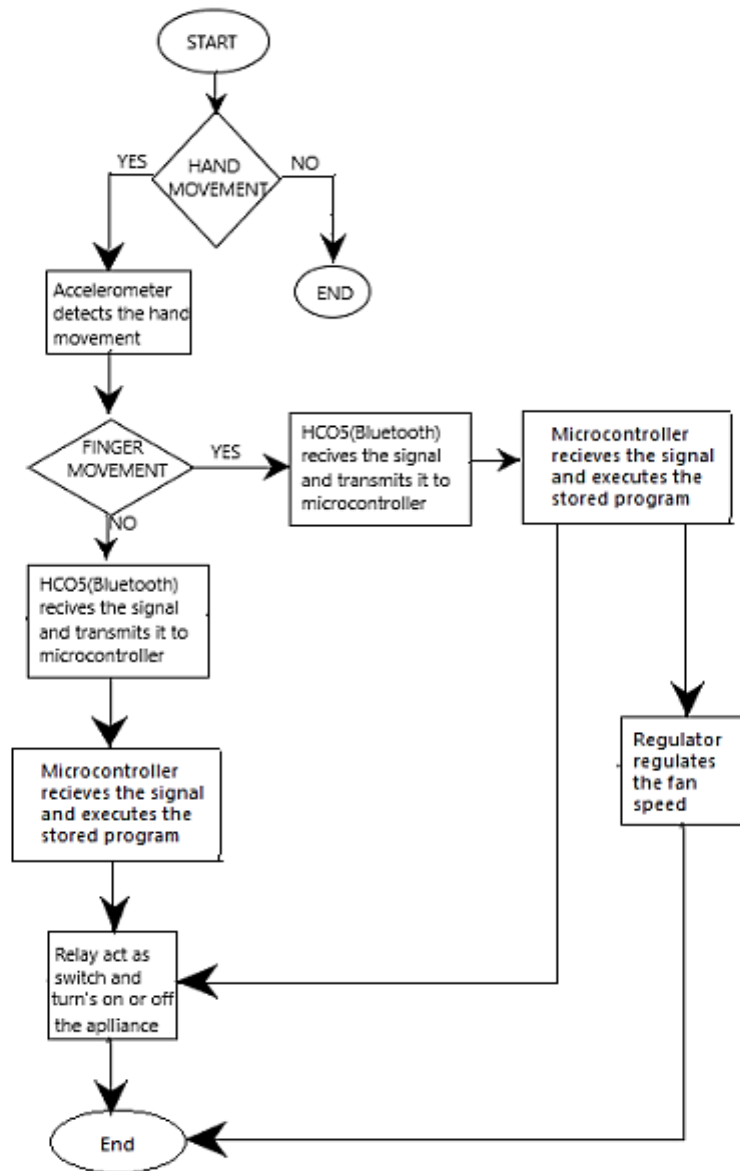 START
YES
HAND
MOVEMENT
NO
Accelerometer
detects the hand
movement
END
FINGER
MOVEMENT
YES
HCO5(Bluetooth)
recives the signal
and transmits it to
microcontroller
Microcontroller
recieves the signal
and executes the
stored program
NO
HCO5(Bluetooth)
recives the signal
and transmits it to
microcontroller
Regulator
regulates
the fan
speed
Microcontroller
recieves the signal
and executes the
stored program
Relay act as
switch and
turn's on or off
the aplliance
End